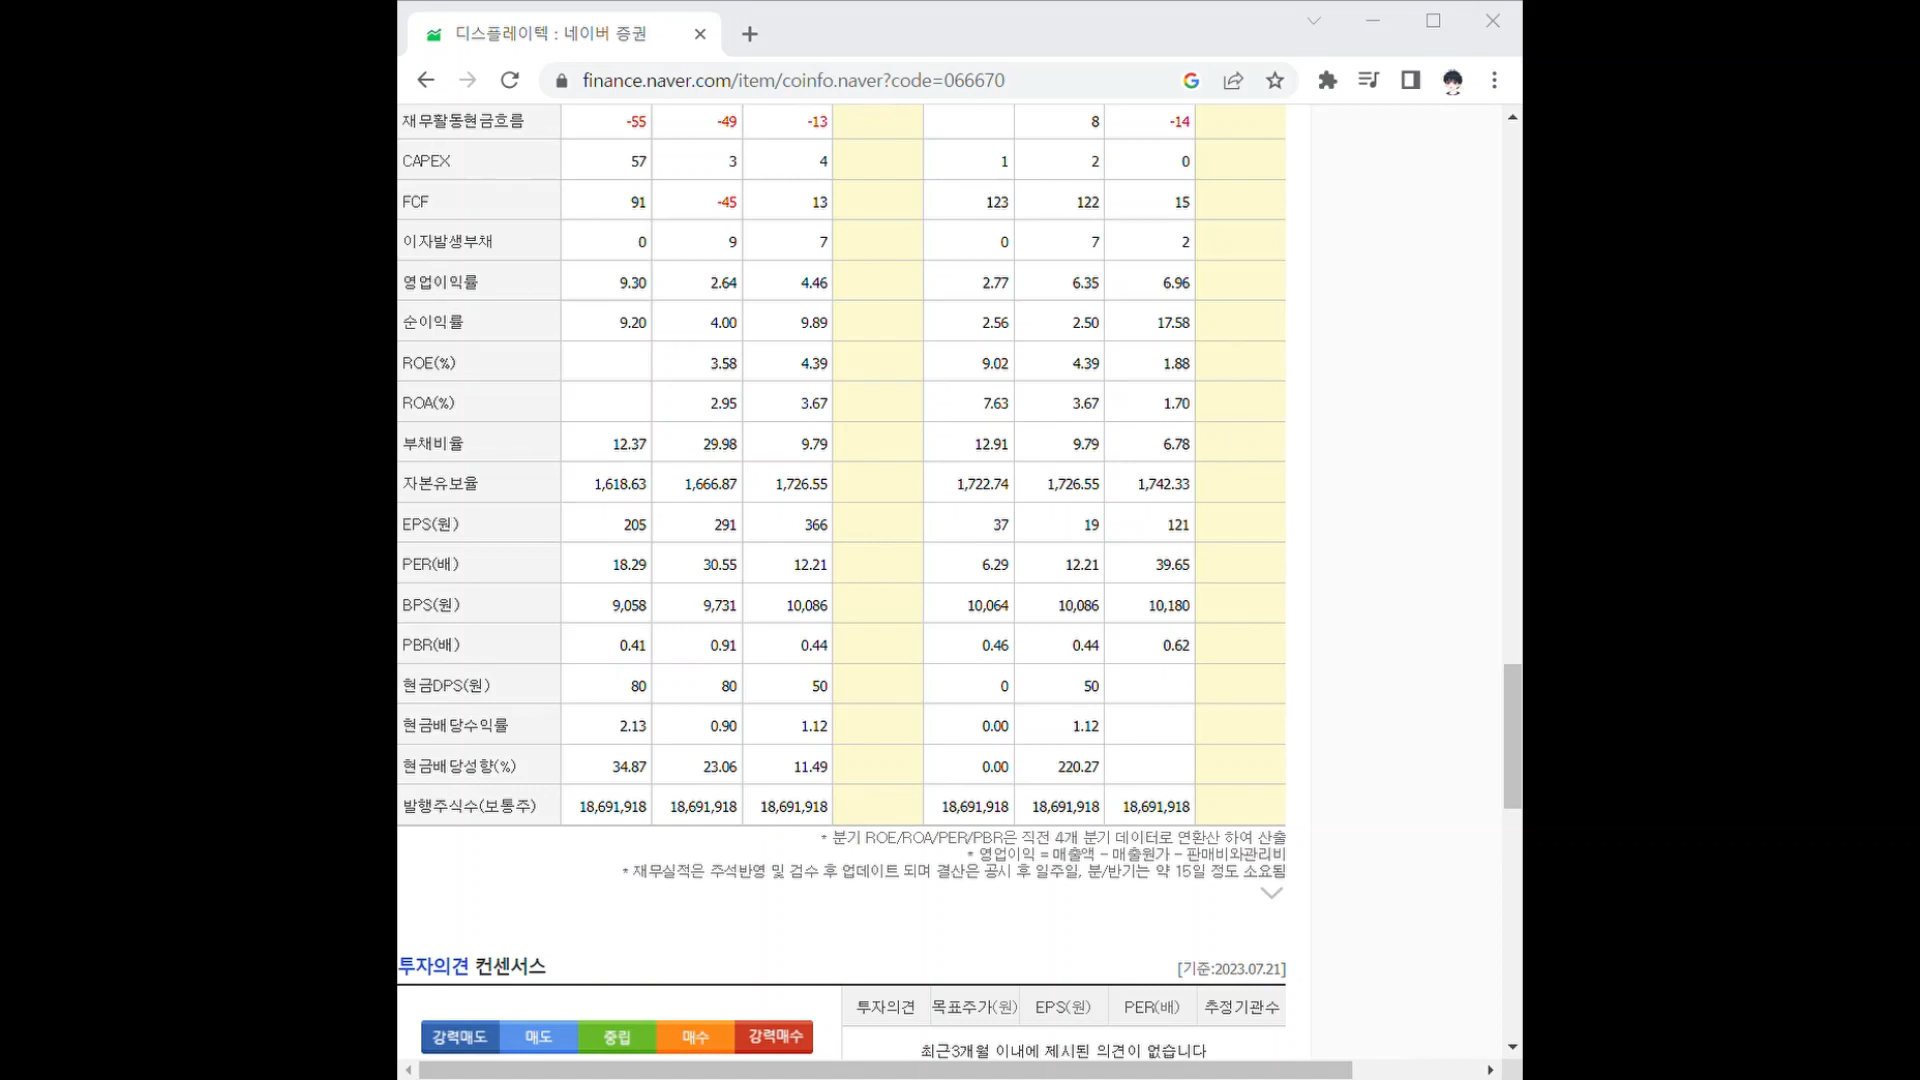 디스플레이텍 : 네이버 증권
finance.naver.com/item/coinfo.naver?code=066670
재무활동현금흐름 -55 -49 -13 8 -14
CAPEX 57 3 4 1 2 0
FCF 91 -45 13 123 122 15
이자발생부채 0 9 7 0 7 2
영업이익률 9.30 2.64 4.46 2.77 6.35 6.96
순이익률 9.20 4.00 9.89 2.56 2.50 17.58
ROE(%) 3.58 4.39 9.02 4.39 1.88
ROA(%) 2.95 3.67 7.63 3.67 1.70
부채비율 12.37 29.98 9.79 12.91 9.79 6.78
자본유보율 1,618.63 1,666.87 1,726.55 1,722.74 1,726.55 1,742.33
EPS(원) 205 291 366 37 19 121
PER(배) 18.29 30.55 12.21 6.29 12.21 39.65
BPS(원) 9,058 9,731 10,086 10,064 10,086 10,180
PBR(배) 0.41 0.91 0.44 0.46 0.44 0.62
현금DPS(원) 80 80 50 0 50
현금배당수익률 2.13 0.90 1.12 0.00 1.12
현금배당성향(%) 34.87 23.06 11.49 0.00 220.27
발행주식수(보통주) 18,691,918 18,691,918 18,691,918 18,691,918 18,691,918 18,691,918
* 분기 ROE/ROA/PER/PBR은 직전 4개 분기 데이터로 연환산 하여 산출
* 영업이익 = 매출액 - 매출원가 - 판매비와관리비
* 재무실적은 주석반영 및 검수 후 업데이트 되며 결산은 공시 후 일주일, 분/반기는 약 15일 정도 소요됨
투자의견 컨센서스 [기준:2023.07.21]
투자의견 목표주가(원) EPS(원) PER(배) 추정기관수
강력매도 매도 중립 매수 강력매수
최근3개월 이내에 제시된 의견이 없습니다